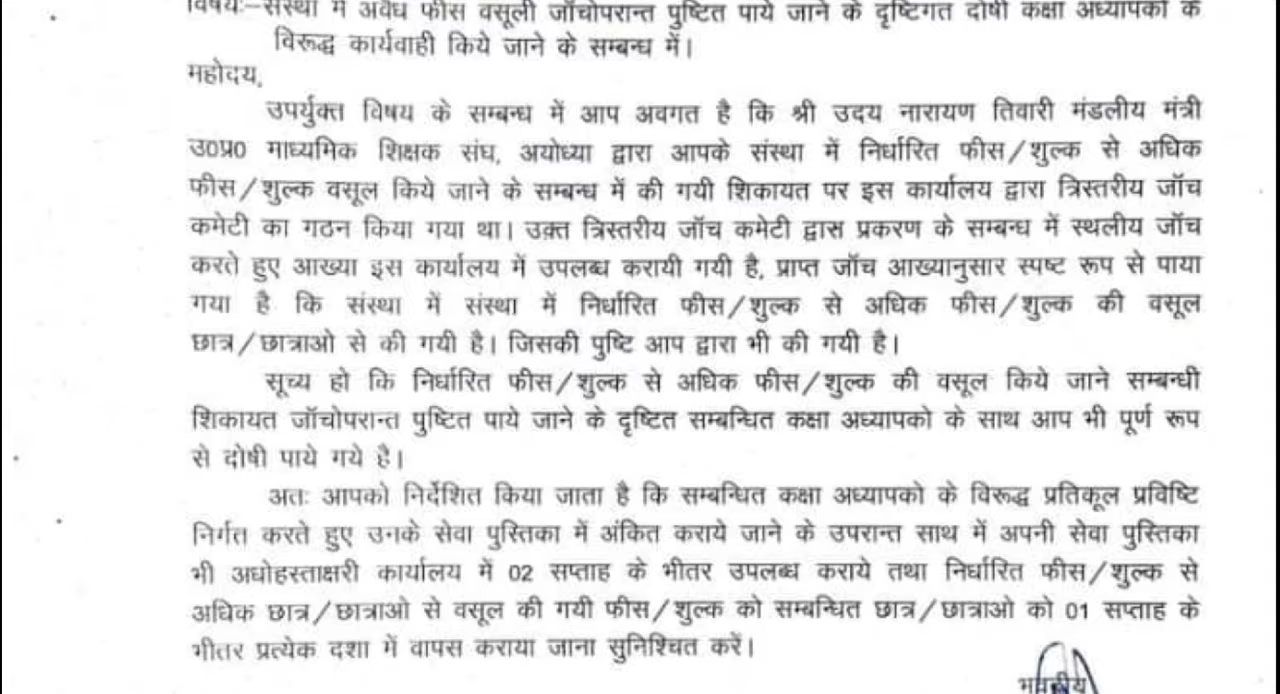 विषयः–संस्था में अवैध फीस वसूली जॉचोपरान्त पुष्टित पाये जाने के दृष्टिगत दोषी कक्षा अध्यापको के
विरूद्ध कार्यवाही किये जाने के सम्बन्ध में।
महोदय,
उपर्युक्त विषय के सम्बन्ध में आप अवगत है कि श्री उदय नारायण तिवारी मंडलीय मंत्री
उ0प्र0 माध्यमिक शिक्षक संघ, अयोध्या द्वारा आपके संस्था में निर्धारित फीस/शुल्क से अधिक
फीस/शुल्क वसूल किये जाने के सम्बन्ध में की गयी शिकायत पर इस कार्यालय द्वारा त्रिस्तरीय जॉच
कमेटी का गठन किया गया था। उक्त त्रिस्तरीय जॉच कमेटी द्वारा प्रकरण के सम्बन्ध में स्थलीय जॉच
करते हुए आख्या इस कार्यालय में उपलब्ध करायी गयी है, प्राप्त जॉच आख्यानुसार स्पष्ट रूप से पाया
गया है कि संस्था में संस्था में निर्धारित फीस/शुल्क से अधिक फीस/शुल्क की वसूल
छात्र/छात्राओ से की गयी है। जिसकी पुष्टि आप द्वारा भी की गयी है।
सूच्य हो कि निर्धारित फीस/शुल्क से अधिक फीस/शुल्क की वसूल किये जाने सम्बन्धी
शिकायत जॉचोपरान्त पुष्टित पाये जाने के दृष्टित सम्बन्धित कक्षा अध्यापको के साथ आप भी पूर्ण रूप
से दोषी पाये गये है।
अतः आपको निर्देशित किया जाता है कि सम्बन्धित कक्षा अध्यापको के विरूद्ध प्रतिकूल प्रविष्टि
निर्गत करते हुए उनके सेवा पुस्तिका में अंकित कराये जाने के उपरान्त साथ में अपनी सेवा पुस्तिका
भी अधोहस्ताक्षरी कार्यालय में 02 सप्ताह के भीतर उपलब्ध कराये तथा निर्धारित फीस/शुल्क से
अधिक छात्र/छात्राओ से वसूल की गयी फीस/शुल्क को सम्बन्धित छात्र/छात्राओ को 01 सप्ताह के
भीतर प्रत्येक दशा में वापस कराया जाना सुनिश्चित करें।
भवदीय